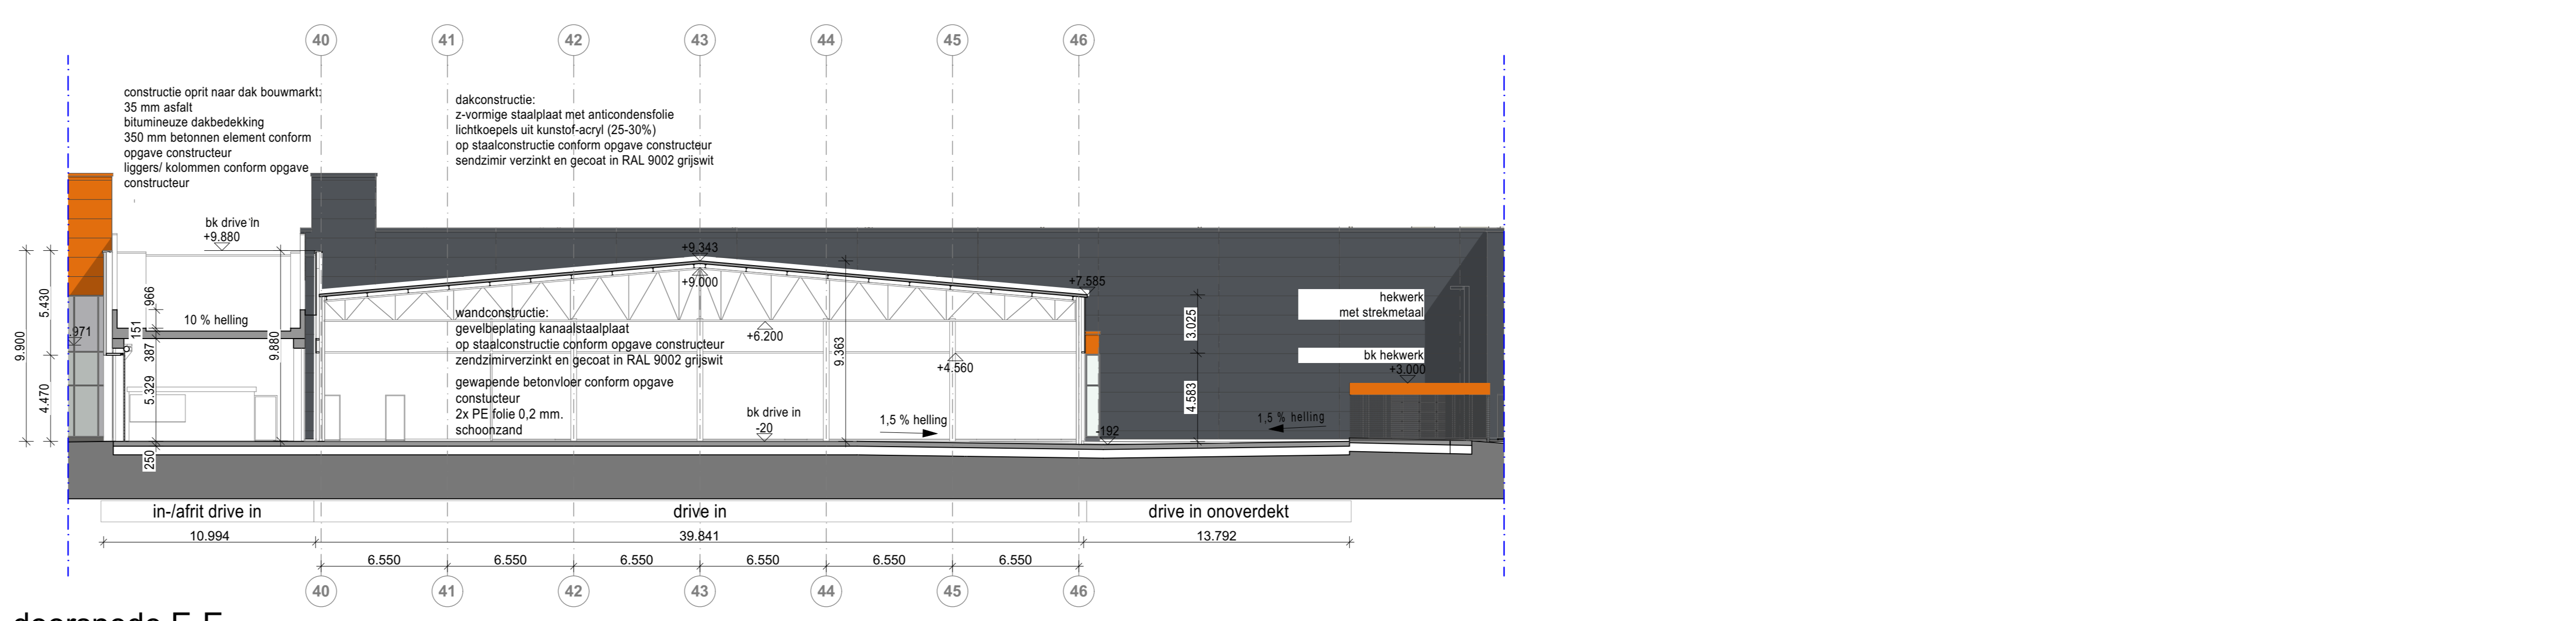 40
41
42
43
44
45
46
constructie oprit naar dak bouwmarkt:
35 mm asfalt
bitumineuze dakbedekking
350 mm betonnen element conform
opgave constructeur
liggers/ kolommen conform opgave
constructeur
dakconstructie:
z-vormige staalplaat met anticondensfolie
lichtkoepels uit kunstof-acryl (25-30%)
op staalconstructie conform opgave constructeur
sendzimir verzinkt en gecoat in RAL 9002 grijswit
bk drive in
+9.880
+9.343
+9.000
+7.585
hekwerk
met strekmetaal
bk hekwerk
+3.000
10 % helling
971
9.900
5.430
4.470
966
151
387
5.329
250
9.880
wandconstructie:
gevelbeplating kanaalstaalplaat
op staalconstructie conform opgave constructeur
zendzimirverzinkt en gecoat in RAL 9002 grijswit
gewapende betonvloer conform opgave
constucteur
2x PE folie 0,2 mm.
schoonzand
+6.200
9.363
+4.560
bk drive in
-20
1,5 % helling
-192
3.025
4.583
1,5 % helling
in-/afrit drive in
drive in
drive in onoverdekt
10.994
39.841
13.792
6.550
6.550
6.550
6.550
6.550
6.550
40
41
42
43
44
45
46